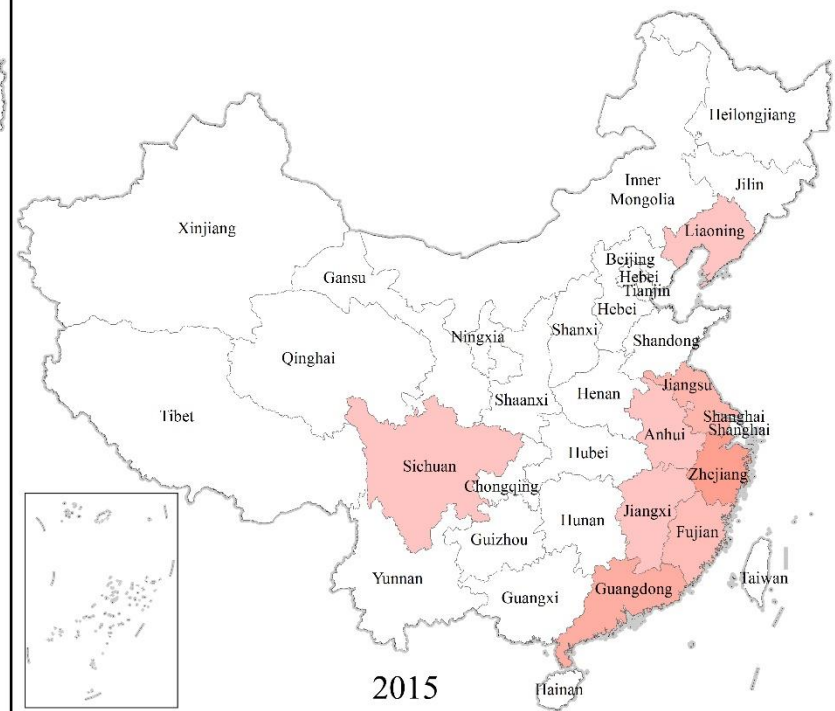 Heilongjiang
Inner
Mongolia
Jilin
Xinjiang
Liaoning
Beijing
Hebei
Tianjin
Gansu
Hebei
Ningxia
Shanxi
Shandong
Qinghai
Jiangsu
Shaanxi
Henan
Tibet
Shanghai
Anhui
Shanghai
Hubei
Sichuan
Zhejiang
Chongqing
Jiangxi
Hunan
Fujian
Guizhou
Yunnan
Guangdong
Taiwan
Guangxi
2015
Hainan